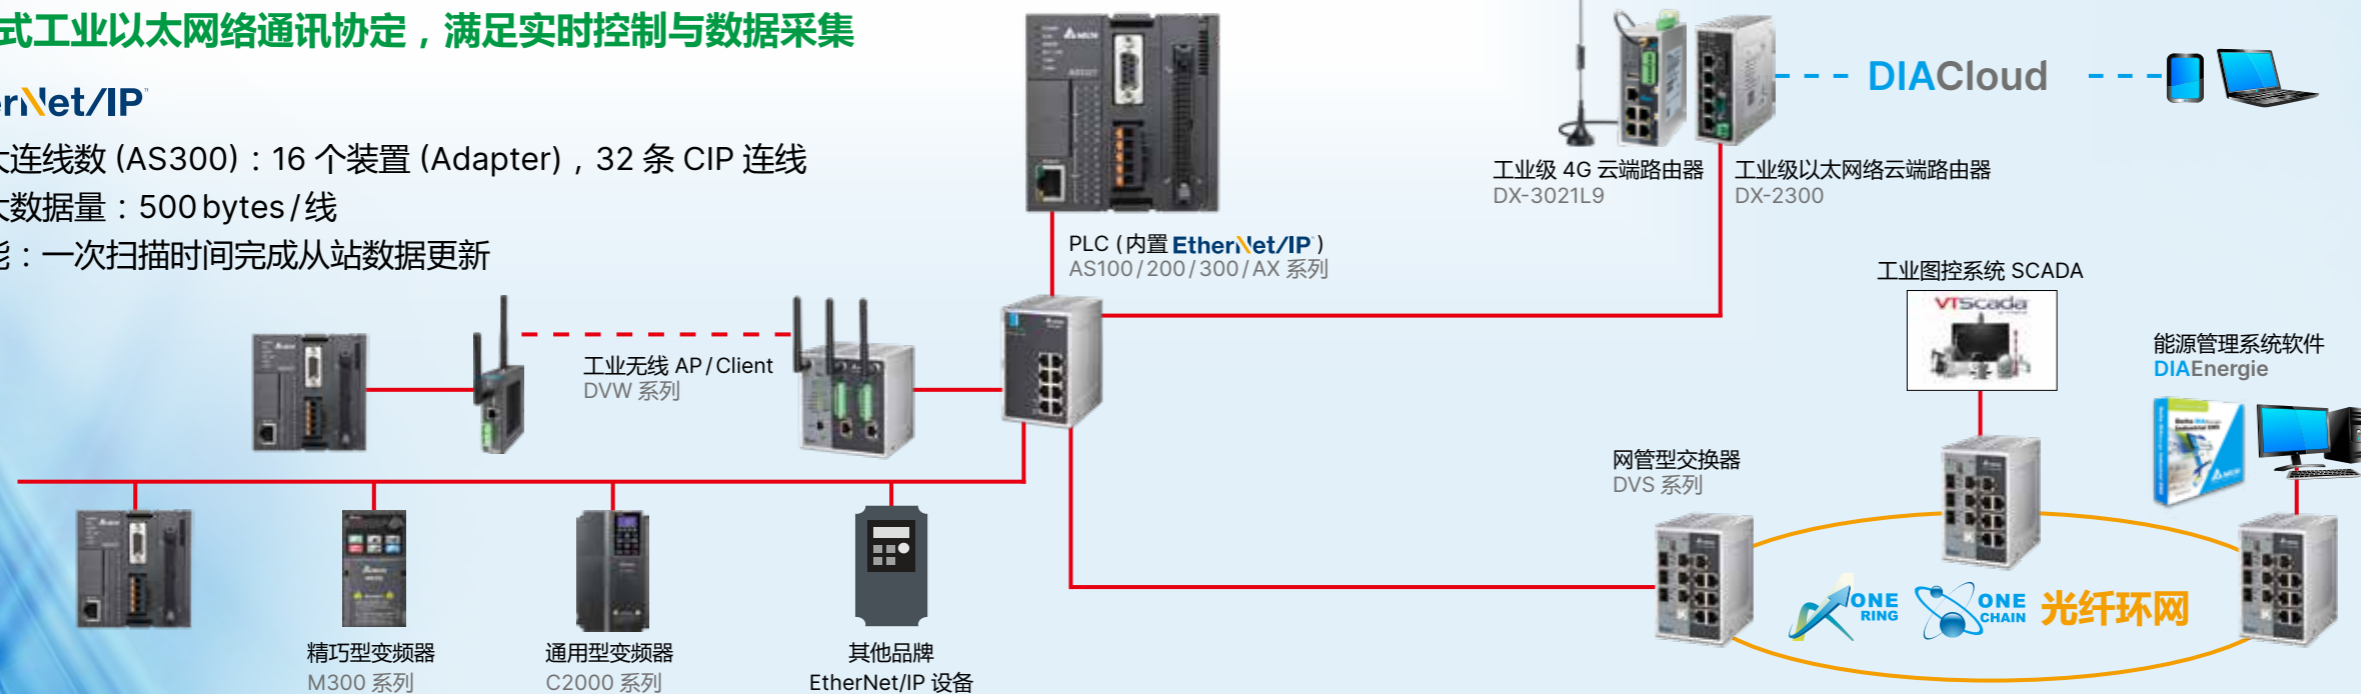 式工业以太网络通讯协定，满足实时控制与数据采集
erNet/IP
大连线数 (AS300)：16 个装置 (Adapter)，32 条 CIP 连线
大数据量：500 bytes/线
能：一次扫描时间完成从站数据更新
DIACloud
工业级 4G 云端路由器
DX-3021L9
工业级以太网络云端路由器
DX-2300
PLC (内置 EtherNet/IP)
AS100/200/300/AX 系列
工业图控系统 SCADA
VTScada
能源管理系统软件
DIAEnergie
工业无线 AP/Client
DVW 系列
网管型交换器
DVS 系列
ONE RING
ONE CHAIN
光纤环网
精巧型变频器
M300 系列
通用型变频器
C2000 系列
其他品牌
EtherNet/IP 设备